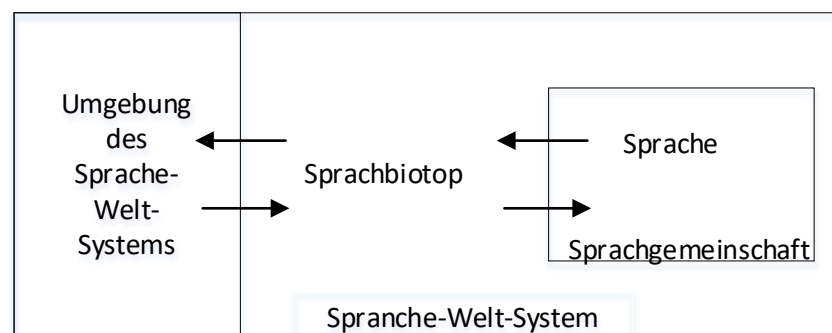 Umgebung
des
Sprache-
Welt-
Systems
Sprachbiotop
Sprache
Sprachgemeinschaft
Spranche-Welt-System